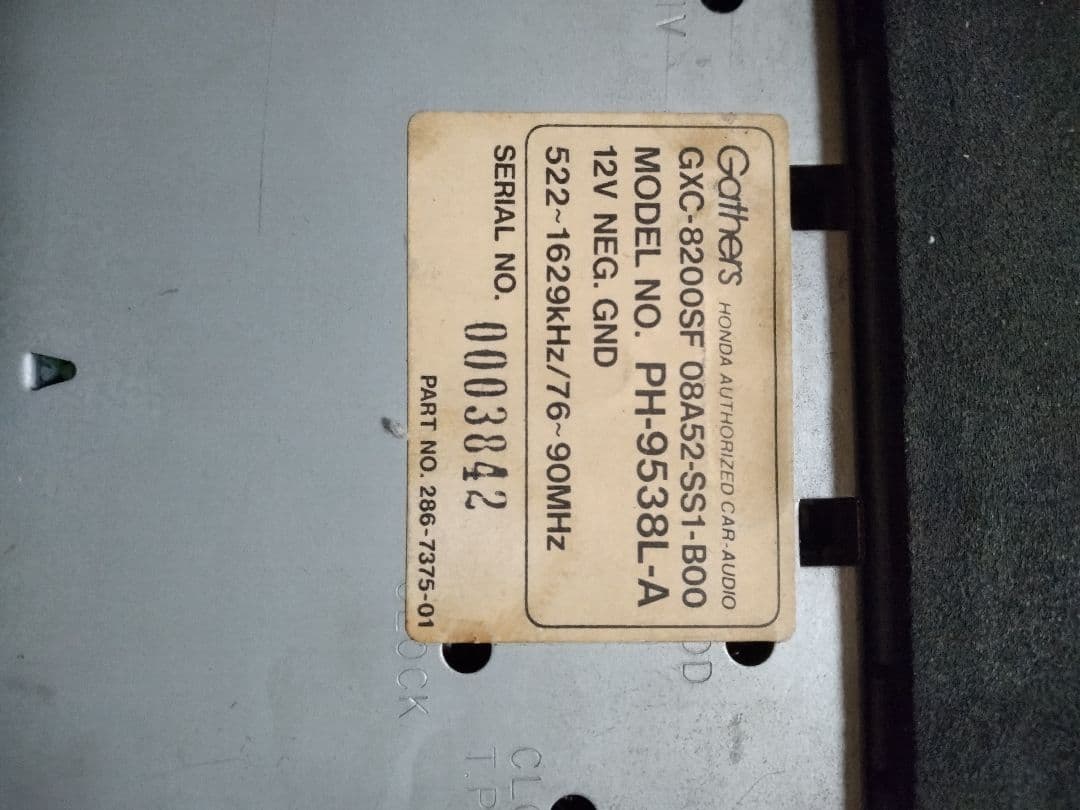 Gathers HONDA AUTHORIZED CAR-AUDIO
GXC-8200SF 08A52-SS1-B00
MODEL NO. PH-9538L-A
12V NEG. GND
522~1629kHz/76~90MHz
SERIAL NO. 0003842
PART NO. 286-7375-01